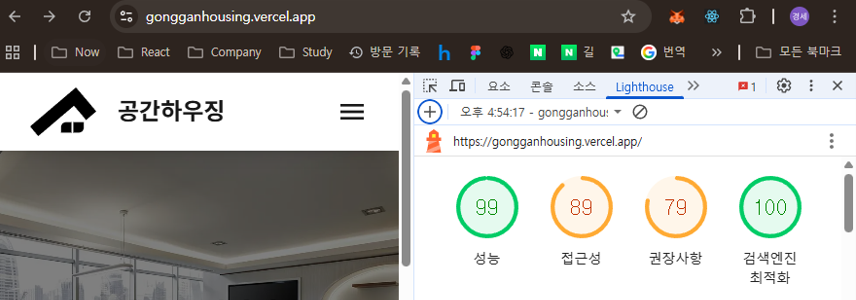 gongganhousing.vercel.app
경세
Now React Company Study 방문 기록 길 번역 모든 북마크
공간하우징
요소 콘솔 소스 Lighthouse 1
오후 4:54:17 - gongganhous
https://gongganhousing.vercel.app/
99 89 79 100
성능 접근성 권장사항 검색엔진
최적화